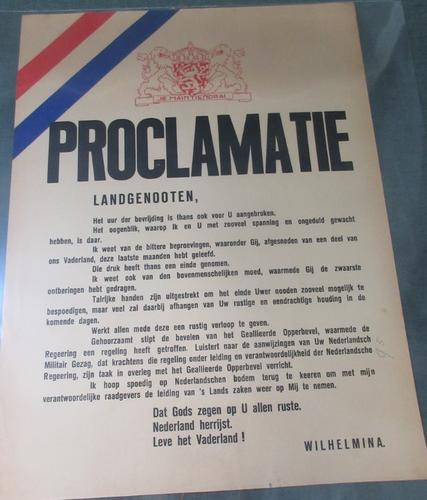 JE MAINTIENDRAI
PROCLAMATIE
LANDGENOOTEN,
Het uur der bevrijding is thans ook voor U aangebroken.
Het oogenblik, waarop Ik en U met zooveel spanning en ongeduld gewacht
hebben, is daar.
Ik weet van de bittere beproevingen, waaronder Gij, afgesneden van een deel van
ons Vaderland, deze laatste maanden hebt geleefd.
Die druk heeft thans een einde genomen.
Ik weet ook van den bovenmenschelijken moed, waarmede Gij de zwaarste
ontberingen hebt gedragen.
Talrijke handen zijn uitgestrekt om het einde Uwer nooden zooveel mogelijk te
bespoedigen, maar veel zal daarbij afhangen van Uw rustige en eendrachtige houding in de
komende dagen.
Werkt allen mede deze een rustig verloop te geven.
Gehoorzaamt stipt de bevelen van het Geallieerde Opperbevel, waarmede de
Regeering een regeling heeft getroffen. Luistert naar de aanwijzingen van Uw Nederlandsch
Militair Gezag, dat krachtens die regeling onder leiding en verantwoordelijkheid der Nederlandsche
Regeering, zijn taak in overleg met het Geallieerde Opperbevel verricht.
Ik hoop spoedig op Nederlandschen bodem terug te keeren om met mijn
verantwoordelijke raadgevers de leiding van 's Lands zaken weer op Mij te nemen.
Dat Gods zegen op U allen ruste.
Nederland herrijst.
Leve het Vaderland !
WILHELMINA.